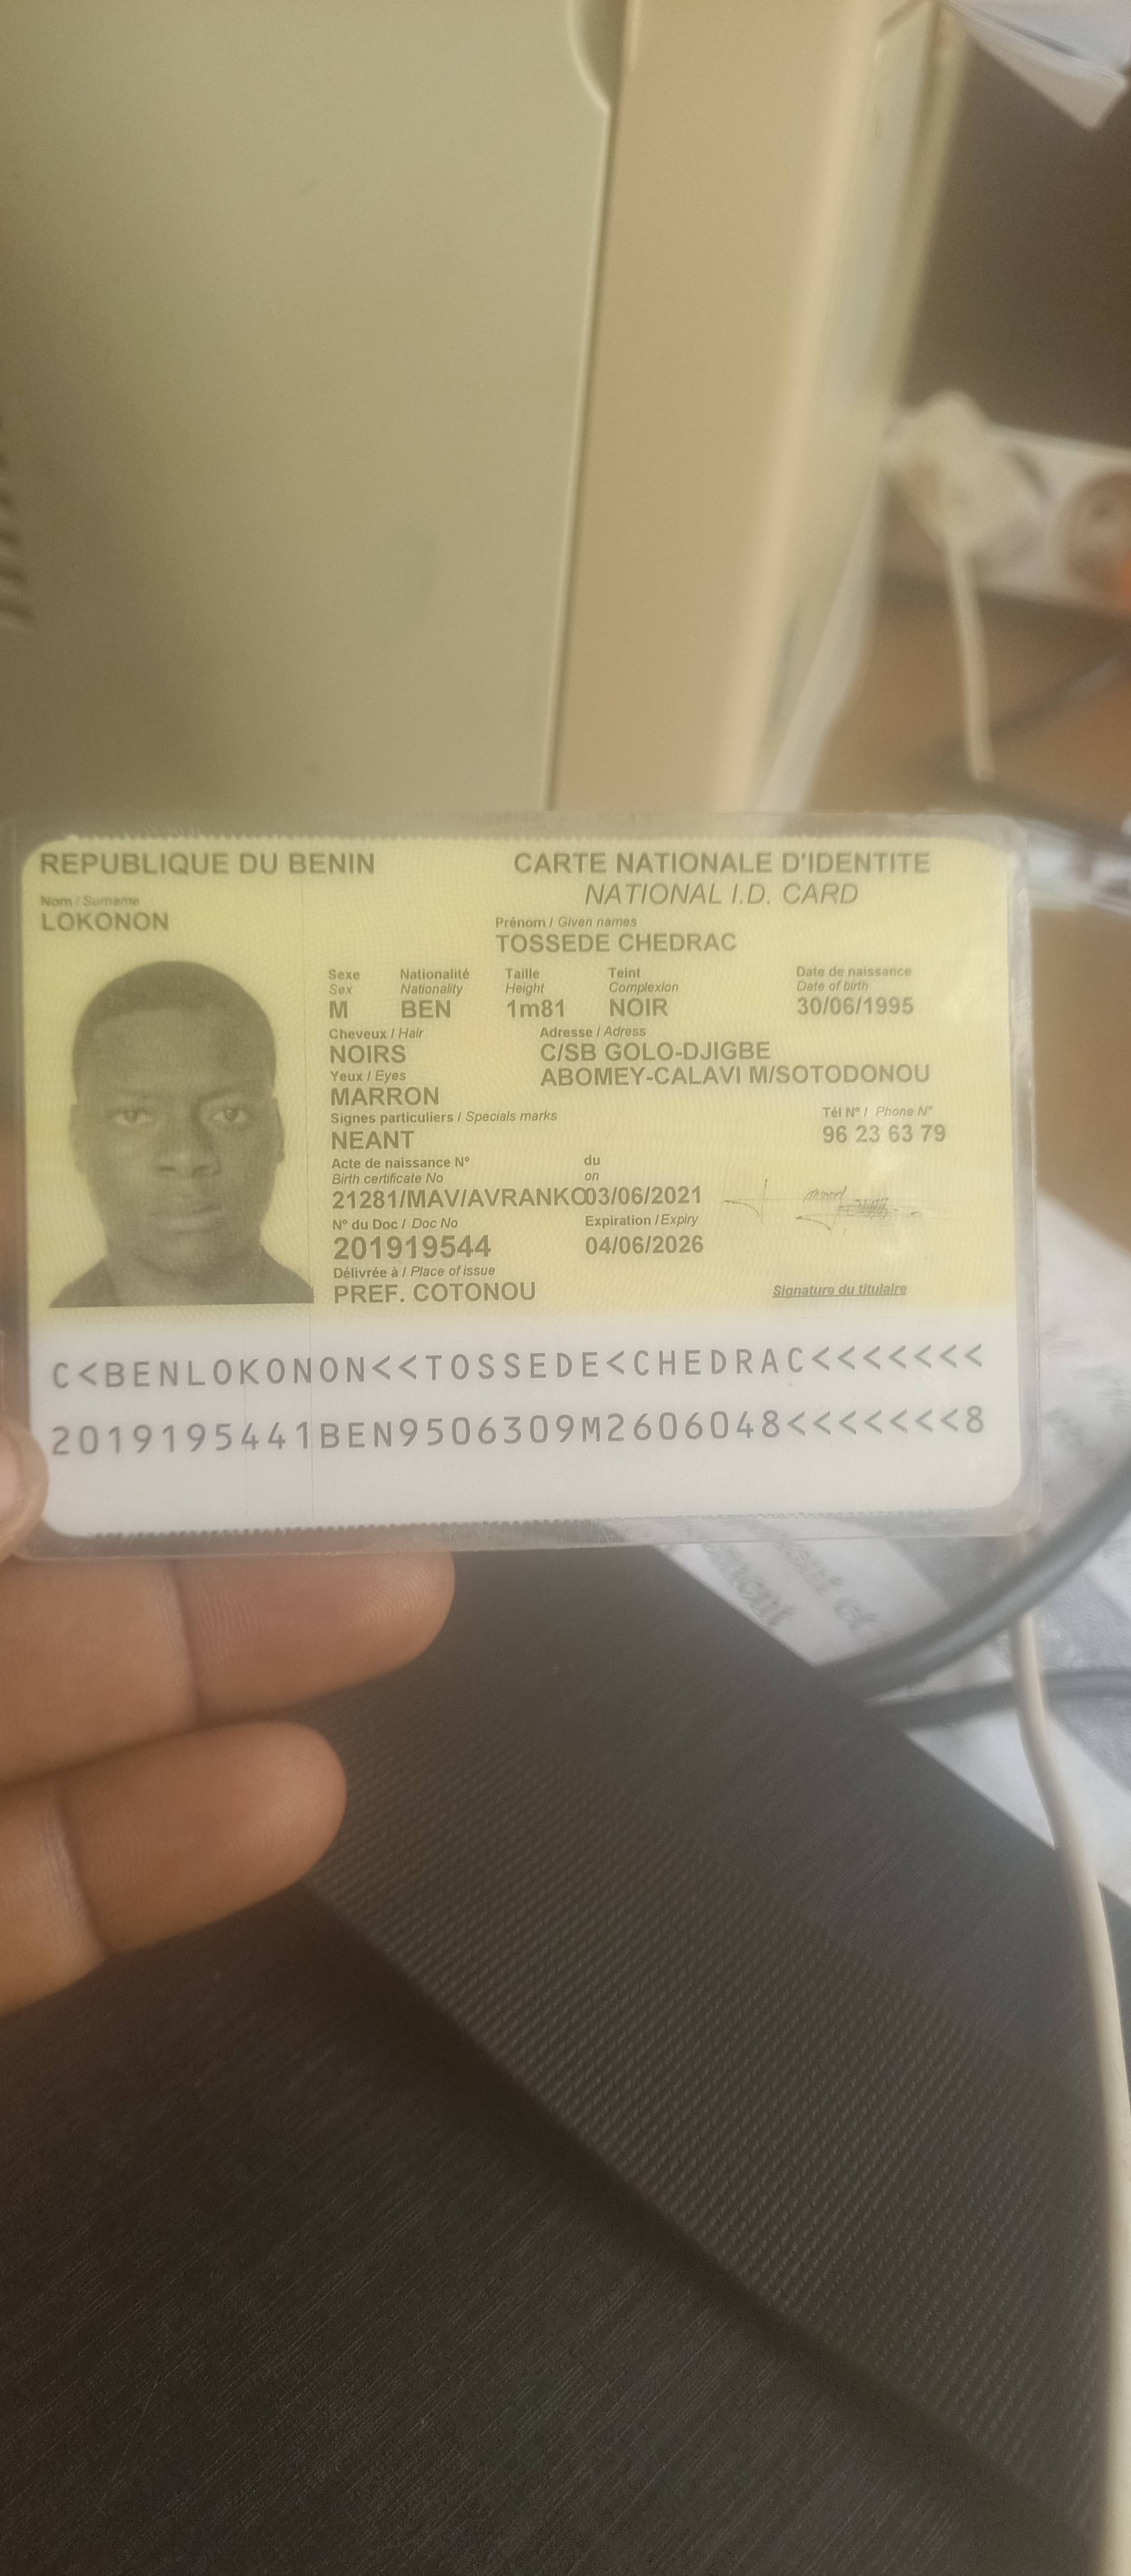 REPUBLIQUE DU BENIN
CARTE NATIONALE D'IDENTITE
NATIONAL I.D. CARD
Nom / Surname
LOKONON
Prénom / Given names
TOSSEDE CHEDRAC
Sexe Nationalité Taille Teint Date de naissance
Sex Nationality Height Complexion Date of birth
M BEN 1m81 NOIR 30/06/1995
Cheveux / Hair Adresse / Adress
NOIRS C/SB GOLO-DJIGBE
Yeux / Eyes ABOMEY-CALAVI M/SOTODONOU
MARRON
Signes particuliers / Specials marks Tél N° / Phone N°
NEANT 96 23 63 79
Acte de naissance N° du
Birth certificate No on
21281/MAV/AVRANKO03/06/2021
N° du Doc / Doc No Expiration / Expiry
201919544 04/06/2026
Délivrée à / Place of issue
PREF. COTONOU Signature du titulaire
C<BENLOKONON<<TOSSEDE<CHEDRAC<<<<<<<
2019195441BEN9506309M2606048<<<<<<<8